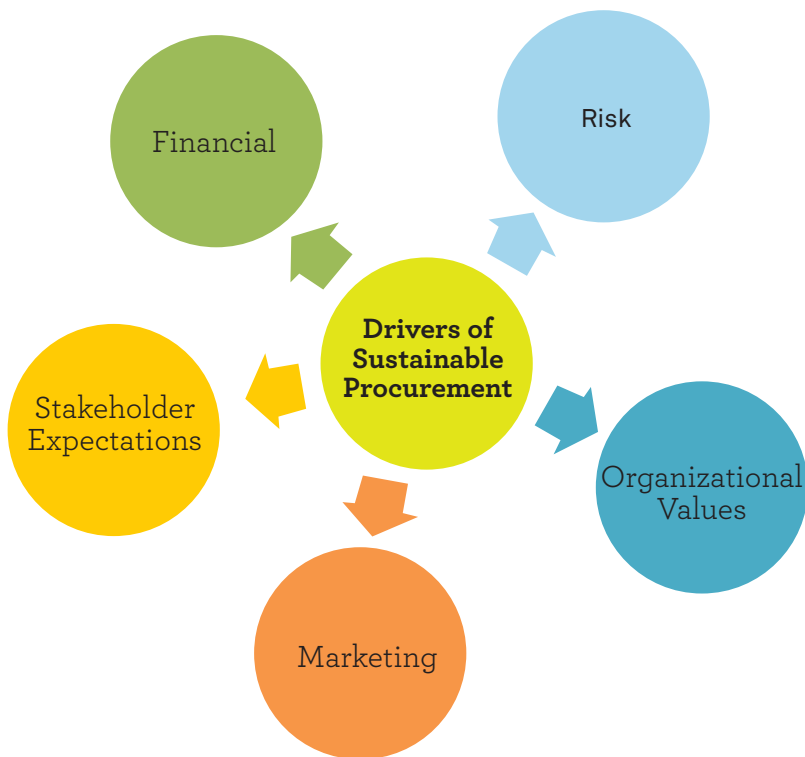 Financial
Risk
Drivers of
Sustainable
Procurement
Stakeholder
Expectations
Organizational
Values
Marketing